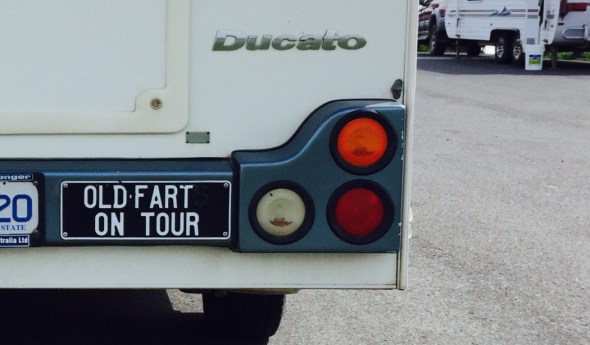 Ducato
OLD FART
ON TOUR
20
STATE